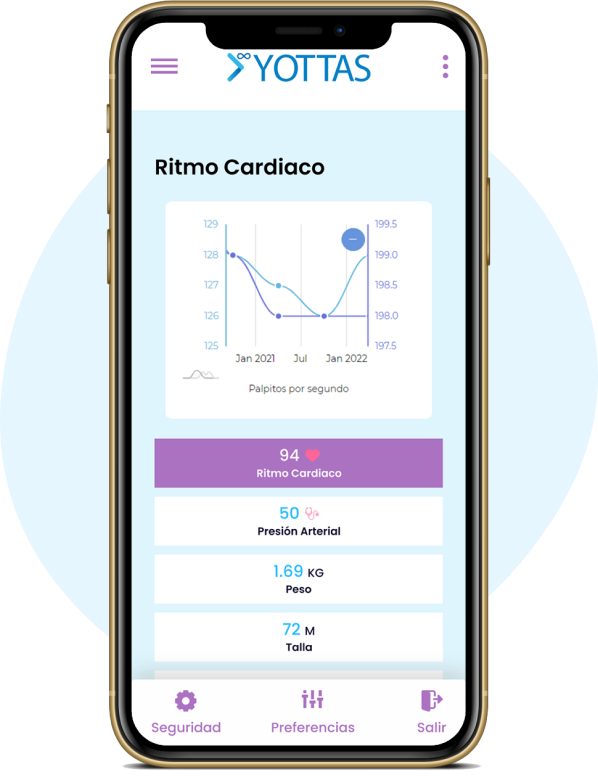 YOTTAS
Ritmo Cardiaco
129
128
127
126
125
199.5
199.0
198.5
198.0
197.5
Jan 2021 Jul Jan 2022
Palpitos por segundo
94
Ritmo Cardiaco
50
Presión Arterial
1.69 KG
Peso
72 M
Talla
Seguridad Preferencias Salir